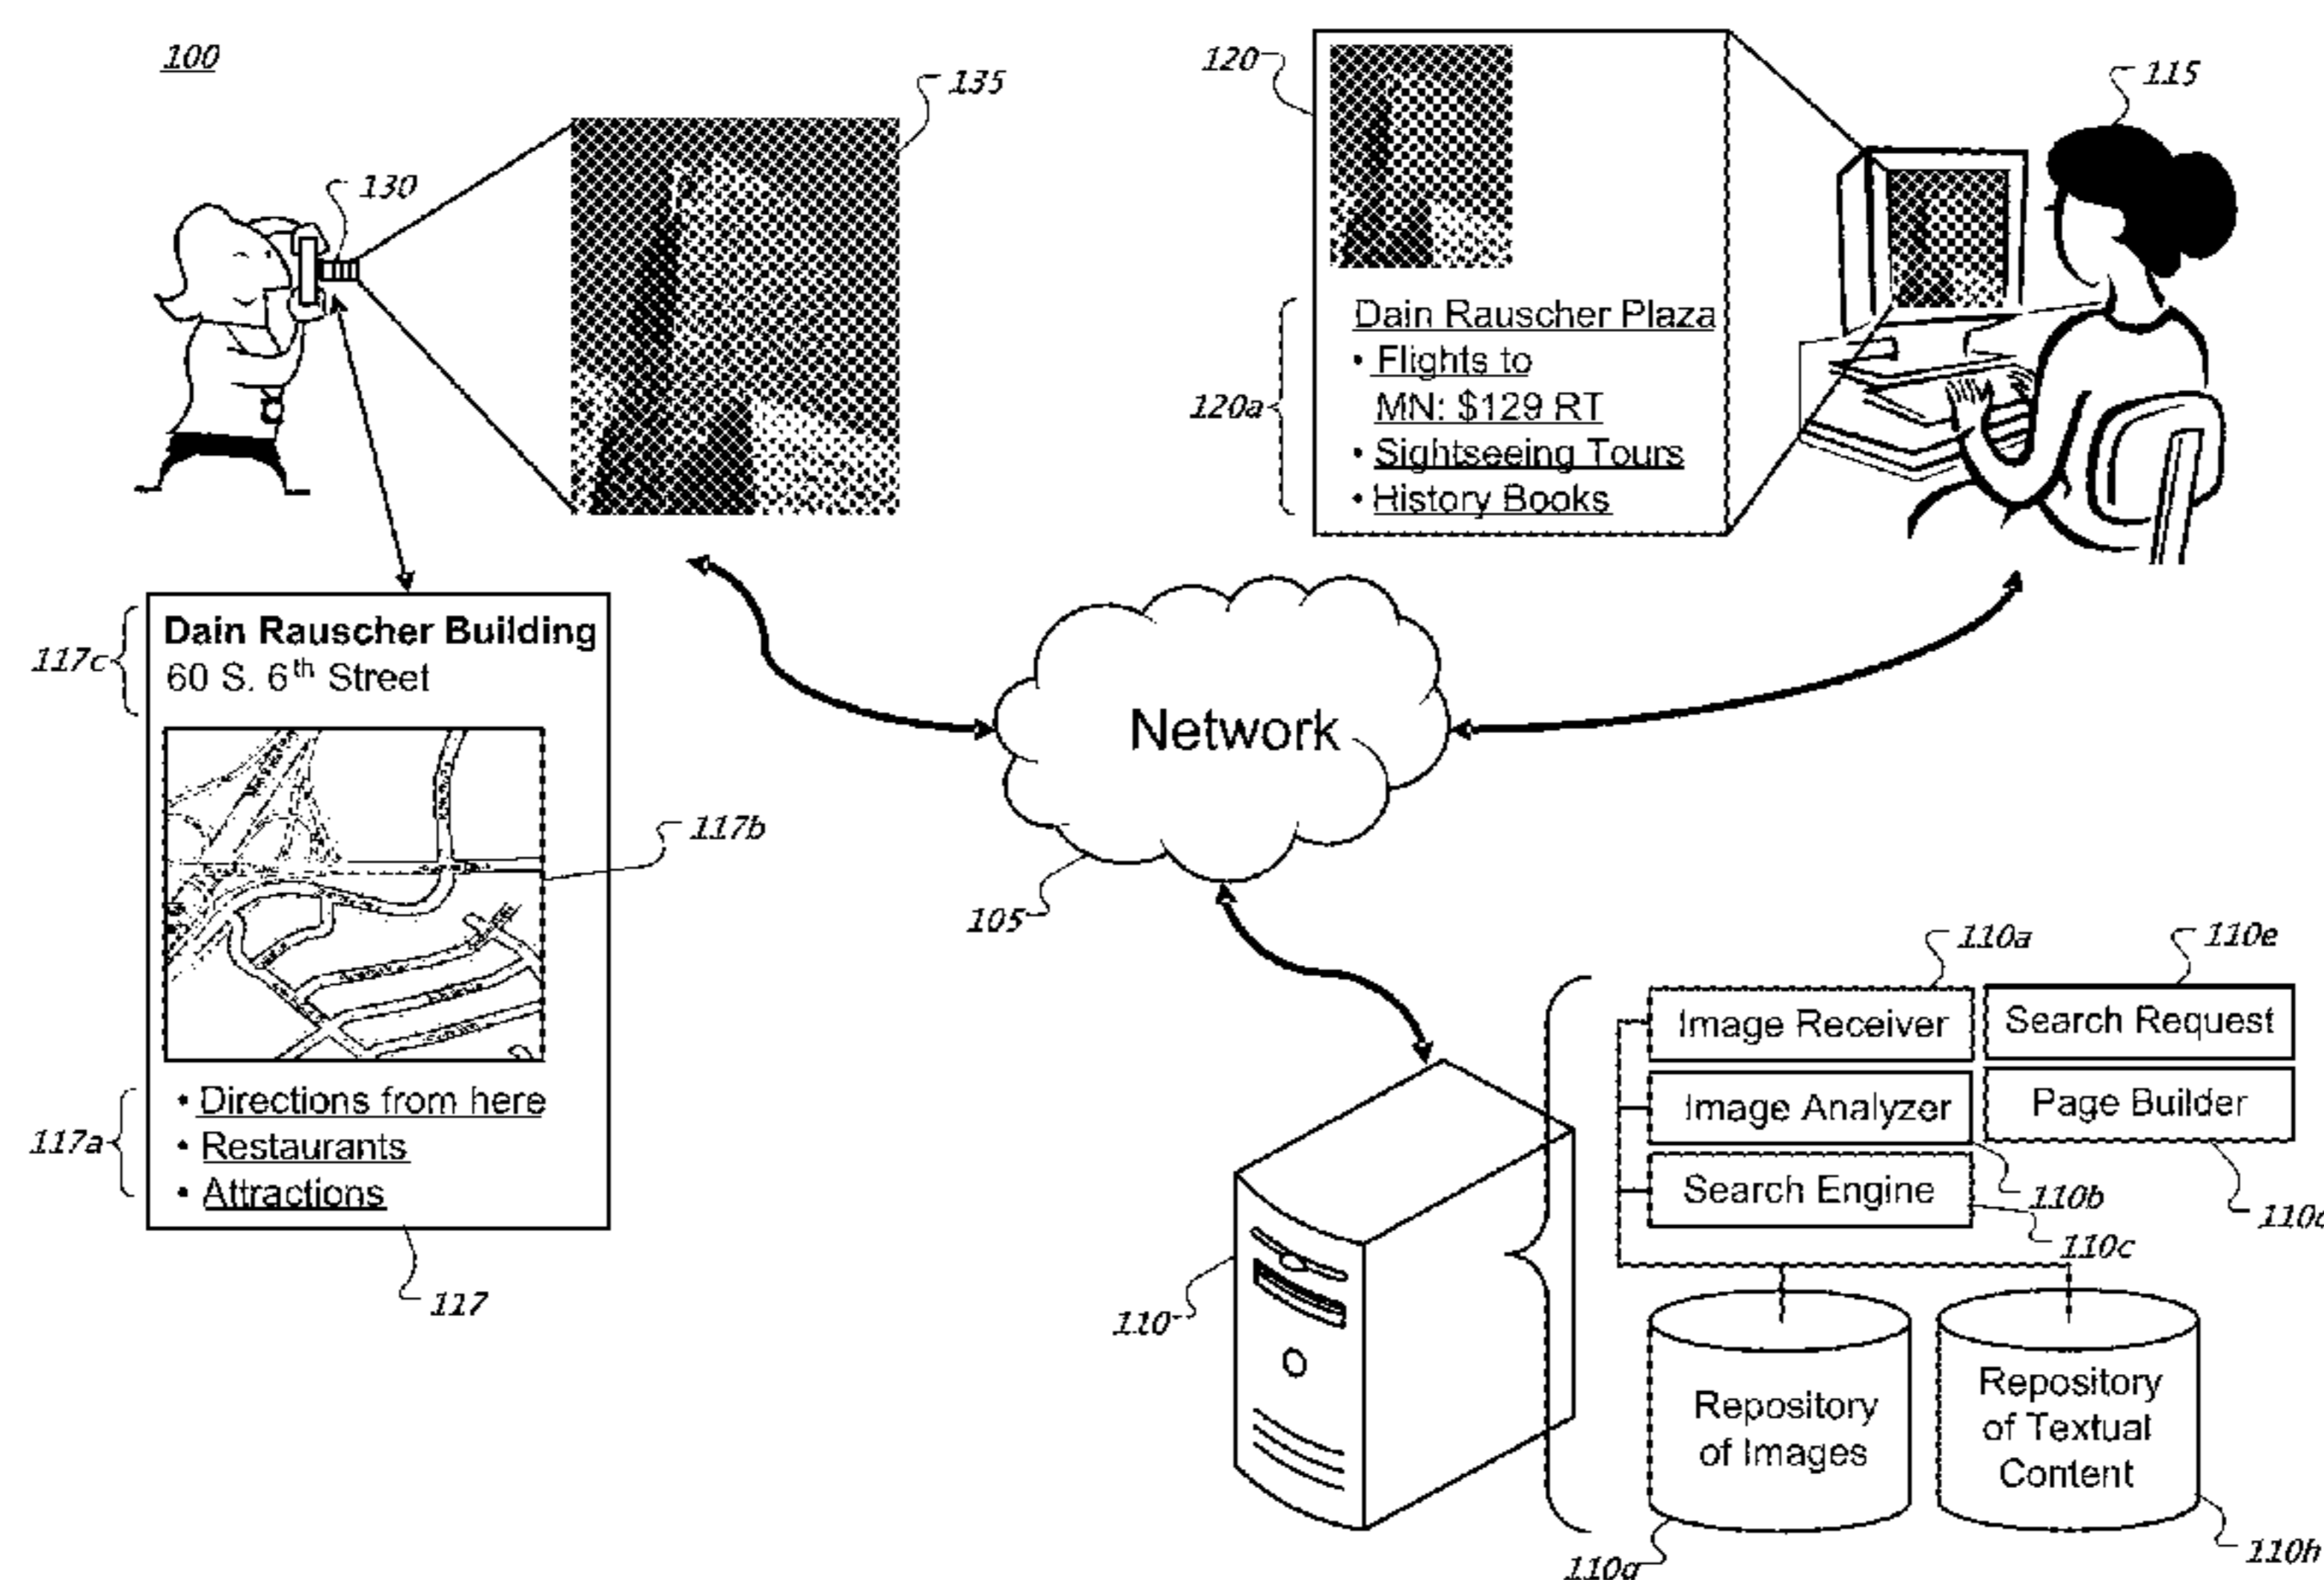 100
135
130
120
115
Dain Rauscher Plaza
• Flights to
MN: $129 RT
• Sightseeing Tours
• History Books
120a
117c
Dain Rauscher Building
60 S. 6th Street
117b
117a
• Directions from here
• Restaurants
• Attractions
117
Network
105
110
110a
110e
Image Receiver
Search Request
Image Analyzer
Page Builder
Search Engine
110b
110c
Repository
of Images
Repository
of Textual
Content
110g
110h